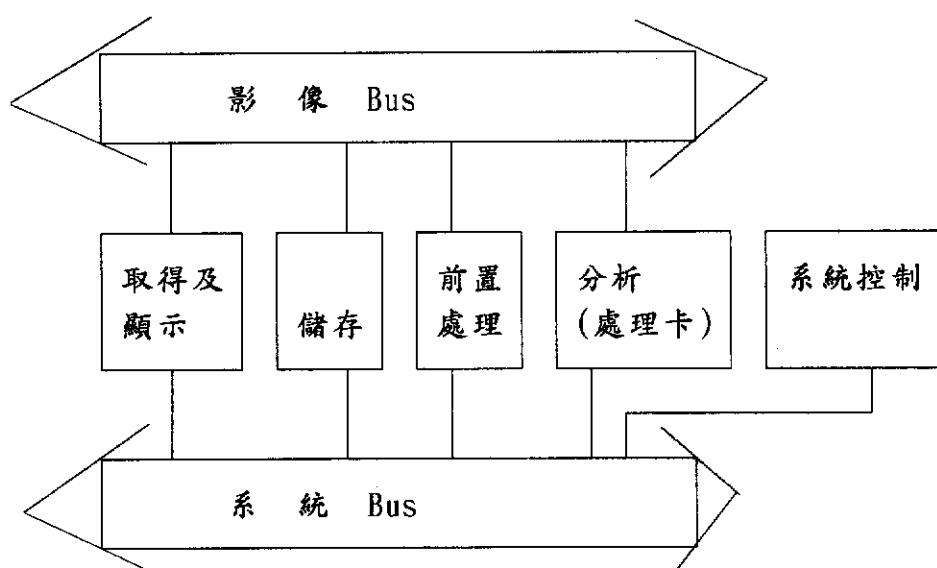 影 像 Bus
取得及
顯示
儲存
前置
處理
分析
(處理卡)
系統控制
系 統 Bus